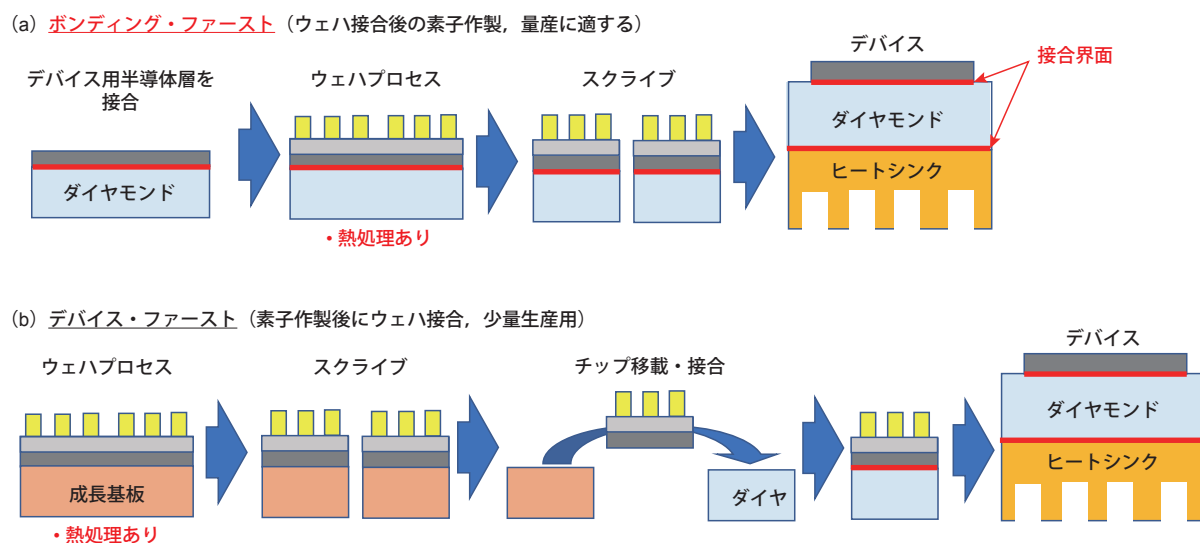 (a) ボンディング・ファースト（ウェハ接合後の素子作製，量産に適する）
デバイス用半導体層を
接合
ダイヤモンド
ウェハプロセス
・熱処理あり
スクライブ
デバイス
接合界面
ダイヤモンド
ヒートシンク
(b) デバイス・ファースト（素子作製後にウェハ接合，少量生産用）
ウェハプロセス
成長基板
・熱処理あり
スクライブ
チップ移載・接合
ダイヤ
デバイス
ダイヤモンド
ヒートシンク